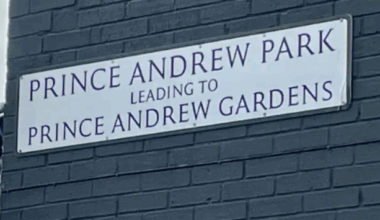 PRINCE ANDREW PARK
LEADING TO
PRINCE ANDREW GARDENS